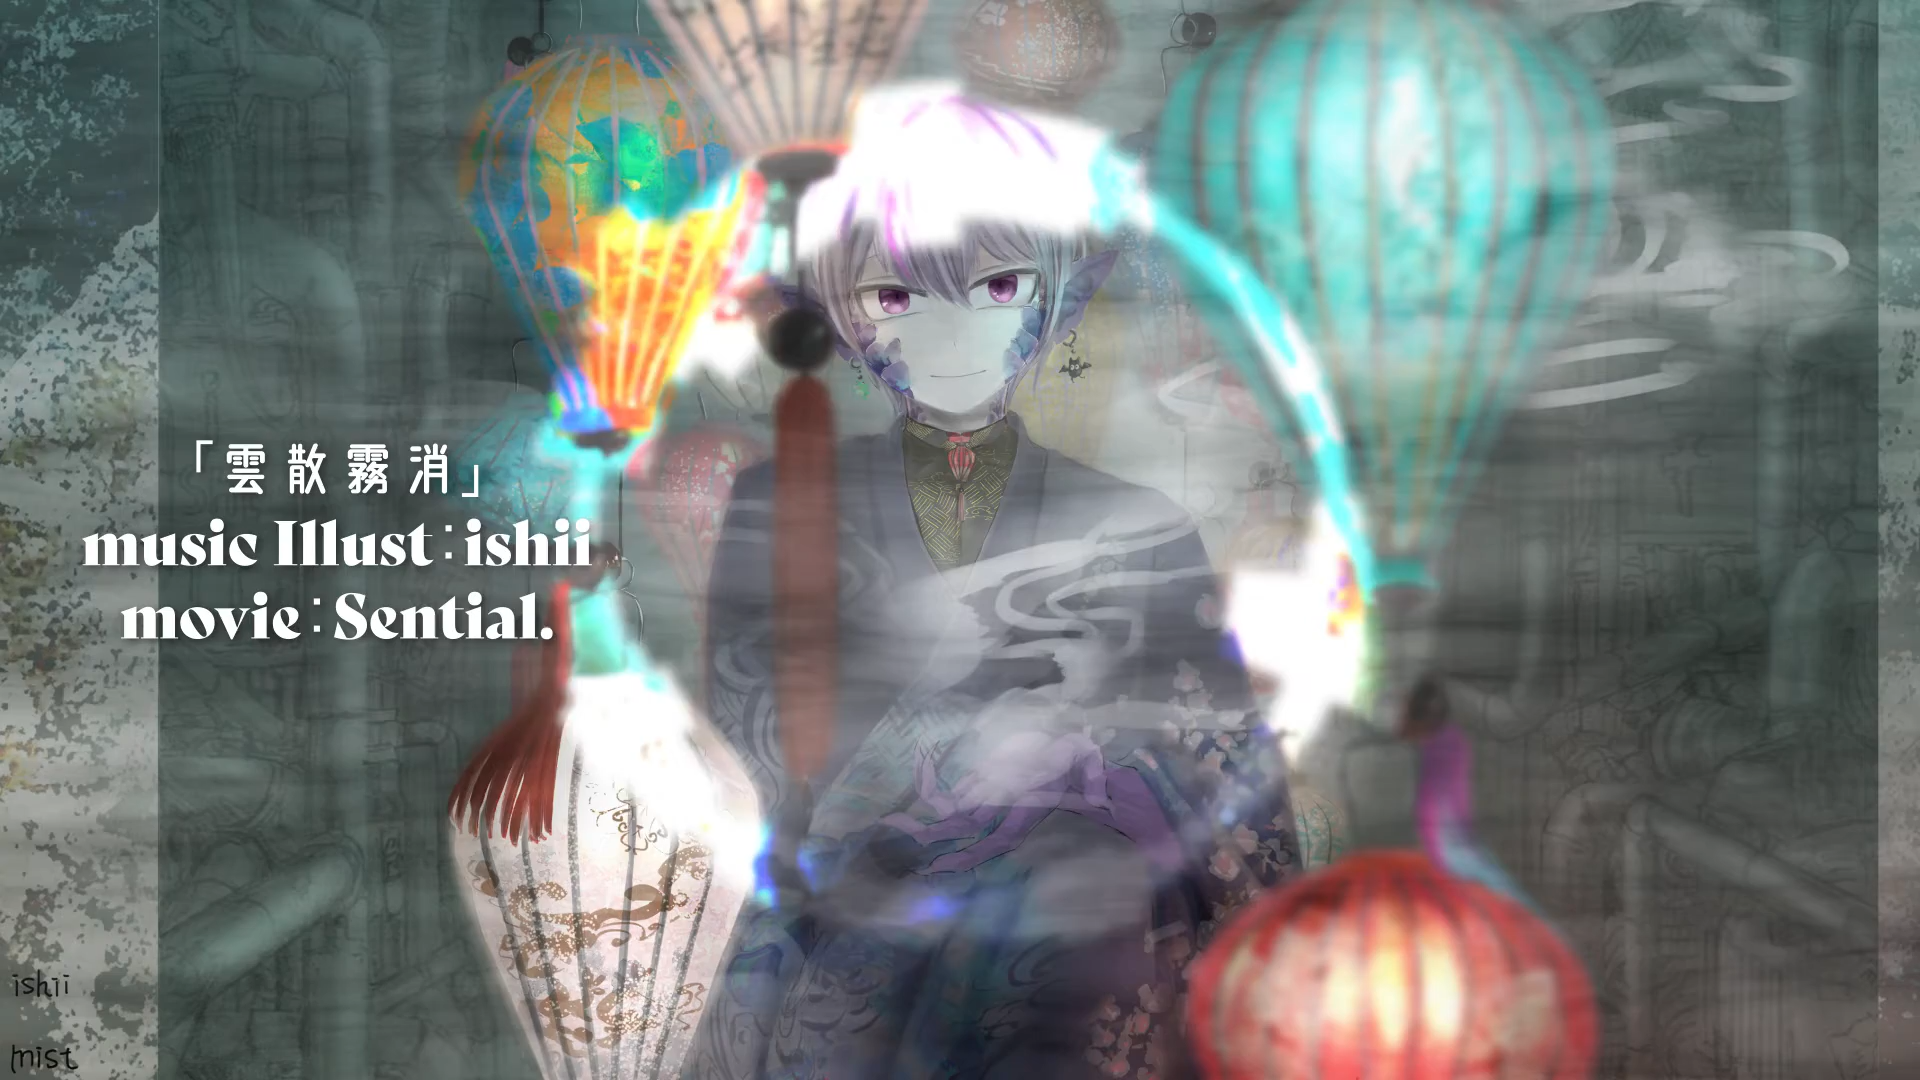 「雲散霧消」
music Illust：ishii
movie：Sential.
ishii
mist